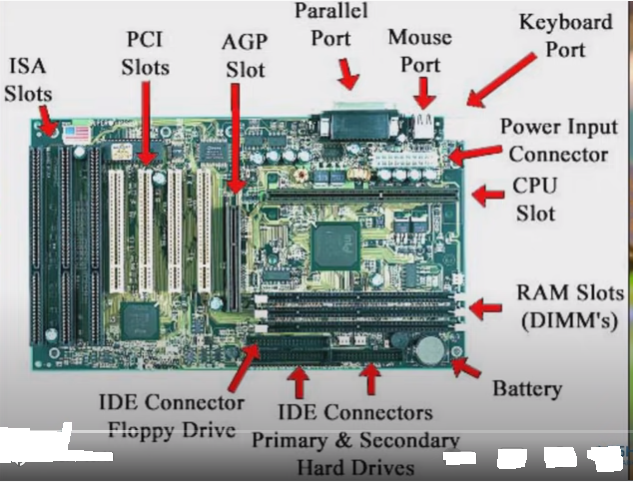 Parallel
Port
Keyboard
Port
PCI
Slots
AGP
Slot
Mouse
Port
ISA
Slots
Power Input
Connector
CPU
Slot
RAM Slots
(DIMM's)
Battery
IDE Connector
Floppy Drive
IDE Connectors
Primary & Secondary
Hard Drives